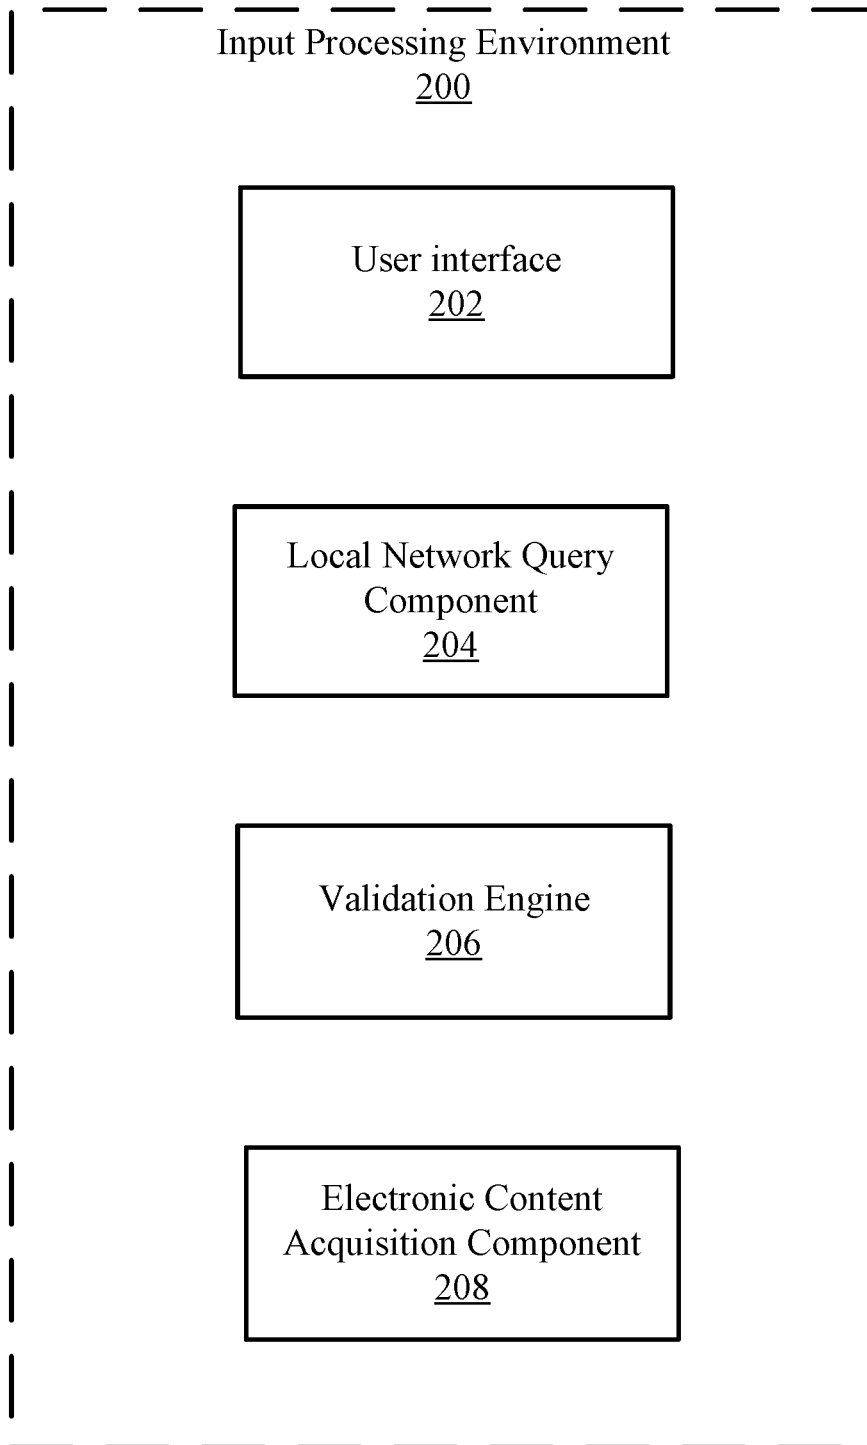 Input Processing Environment
200
User interface
202
Local Network Query
Component
204
Validation Engine
206
Electronic Content
Acquisition Component
208